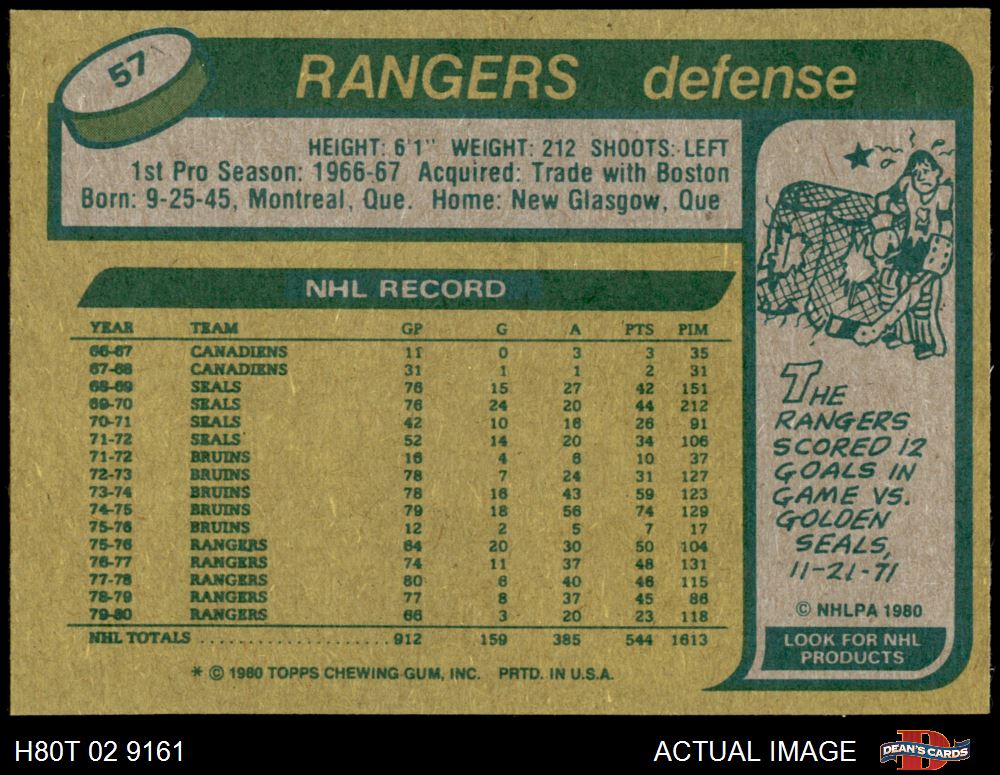 57
RANGERS defense
HEIGHT: 6'1" WEIGHT: 212 SHOOTS: LEFT
1st Pro Season: 1966-67 Acquired: Trade with Boston
Born: 9-25-45, Montreal, Que. Home: New Glasgow, Que
NHL RECORD
YEAR TEAM GP G A PTS PIM
66-67 CANADIENS 11 0 3 3 35
67-68 CANADIENS 31 1 1 2 31
68-69 SEALS 76 15 27 42 151
69-70 SEALS 76 24 20 44 212
70-71 SEALS 42 10 16 26 91
71-72 SEALS 52 14 20 34 106
71-72 BRUINS 16 4 6 10 37
72-73 BRUINS 78 7 24 31 127
73-74 BRUINS 78 16 43 59 123
74-75 BRUINS 79 18 56 74 129
75-76 BRUINS 12 2 5 7 17
75-76 RANGERS 64 20 30 50 104
76-77 RANGERS 74 11 37 48 131
77-78 RANGERS 80 6 40 46 115
78-79 RANGERS 77 8 37 45 86
79-80 RANGERS 66 3 20 23 118
NHL TOTALS ........................ 912 159 385 544 1613
* © 1980 TOPPS CHEWING GUM, INC. PRTD. IN U.S.A.
THE
RANGERS
SCORED 12
GOALS IN
GAME VS.
GOLDEN
SEALS,
11-21-71
© NHLPA 1980
LOOK FOR NHL
PRODUCTS
H80T 02 9161
ACTUAL IMAGE
D
DEAN'S CARDS